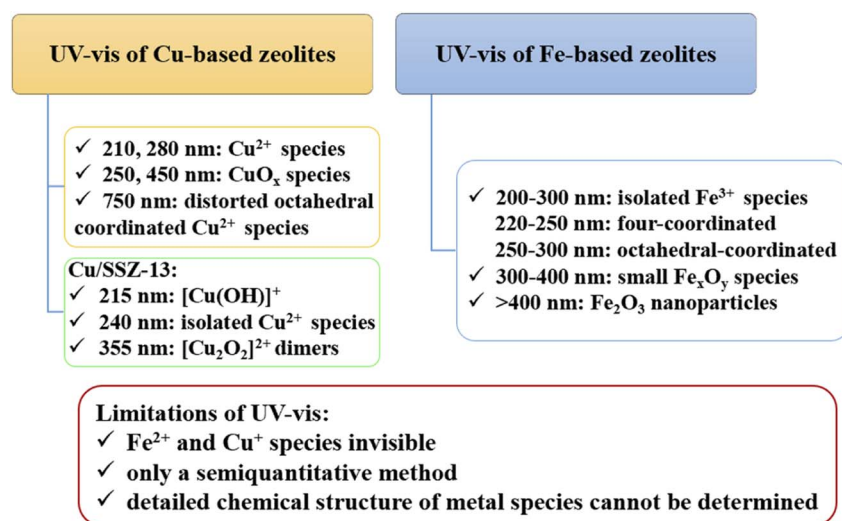 UV-vis of Cu-based zeolites
UV-vis of Fe-based zeolites
✓ 210, 280 nm: Cu²⁺ species
✓ 250, 450 nm: CuOₓ species
✓ 750 nm: distorted octahedral
coordinated Cu²⁺ species
Cu/SSZ-13:
✓ 215 nm: [Cu(OH)]⁺
✓ 240 nm: isolated Cu²⁺ species
✓ 355 nm: [Cu₂O₂]²⁺ dimers
✓ 200-300 nm: isolated Fe³⁺ species
220-250 nm: four-coordinated
250-300 nm: octahedral-coordinated
✓ 300-400 nm: small FeₓOᵧ species
✓ >400 nm: Fe₂O₃ nanoparticles
Limitations of UV-vis:
✓ Fe²⁺ and Cu⁺ species invisible
✓ only a semiquantitative method
✓ detailed chemical structure of metal species cannot be determined